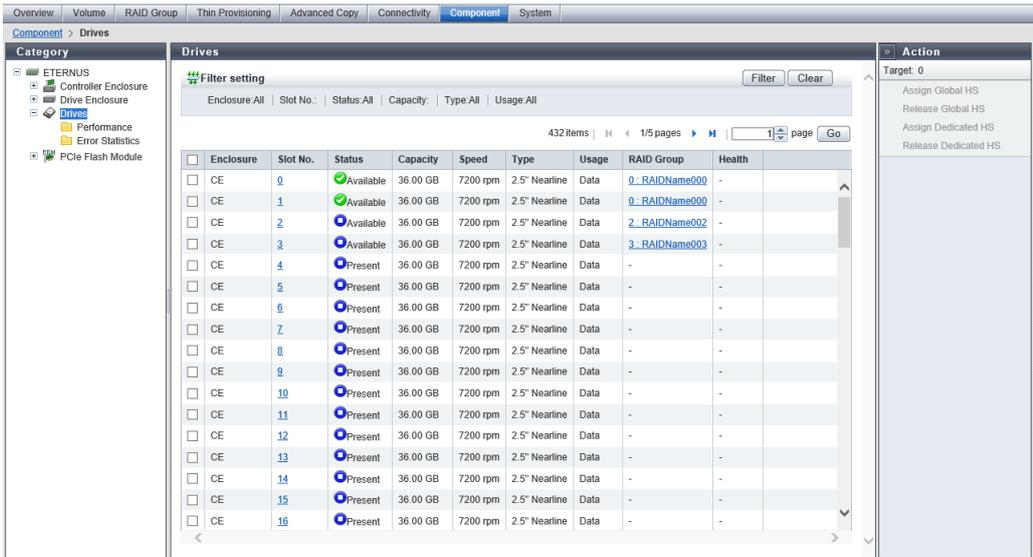 Overview Volume RAID Group Thin Provisioning Advanced Copy Connectivity Component System
Component > Drives
Category
ETERNUS
Controller Enclosure
Drive Enclosure
Drives
Performance
Error Statistics
PCIe Flash Module
Drives
Filter setting Filter Clear
Enclosure:All | Slot No.: | Status:All | Capacity: | Type:All | Usage:All
432 items | 1/5 pages | 1 page Go
Enclosure Slot No. Status Capacity Speed Type Usage RAID Group Health
CE 0 Available 36.00 GB 7200 rpm 2.5" Nearline Data 0 : RAIDName000 -
CE 1 Available 36.00 GB 7200 rpm 2.5" Nearline Data 0 : RAIDName000 -
CE 2 Available 36.00 GB 7200 rpm 2.5" Nearline Data 2 : RAIDName002 -
CE 3 Available 36.00 GB 7200 rpm 2.5" Nearline Data 3 : RAIDName003 -
CE 4 Present 36.00 GB 7200 rpm 2.5" Nearline Data - -
CE 5 Present 36.00 GB 7200 rpm 2.5" Nearline Data - -
CE 6 Present 36.00 GB 7200 rpm 2.5" Nearline Data - -
CE 7 Present 36.00 GB 7200 rpm 2.5" Nearline Data - -
CE 8 Present 36.00 GB 7200 rpm 2.5" Nearline Data - -
CE 9 Present 36.00 GB 7200 rpm 2.5" Nearline Data - -
CE 10 Present 36.00 GB 7200 rpm 2.5" Nearline Data - -
CE 11 Present 36.00 GB 7200 rpm 2.5" Nearline Data - -
CE 12 Present 36.00 GB 7200 rpm 2.5" Nearline Data - -
CE 13 Present 36.00 GB 7200 rpm 2.5" Nearline Data - -
CE 14 Present 36.00 GB 7200 rpm 2.5" Nearline Data - -
CE 15 Present 36.00 GB 7200 rpm 2.5" Nearline Data - -
CE 16 Present 36.00 GB 7200 rpm 2.5" Nearline Data - -
» Action
Target: 0
Assign Global HS
Release Global HS
Assign Dedicated HS
Release Dedicated HS